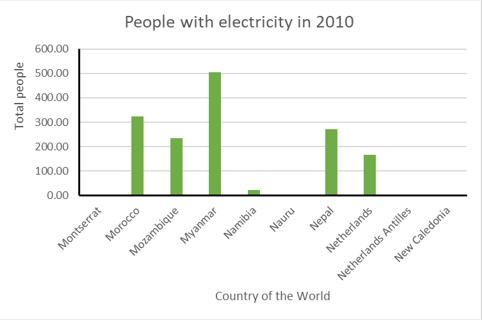 People with electricity in 2010
Total people
600.00
500.00
400.00
300.00
200.00
100.00
0.00
Montserrat
Morocco
Mozambique
Myanmar
Namibia
Nauru
Nepal
Netherlands
Netherlands Antilles
New Caledonia
Country of the World